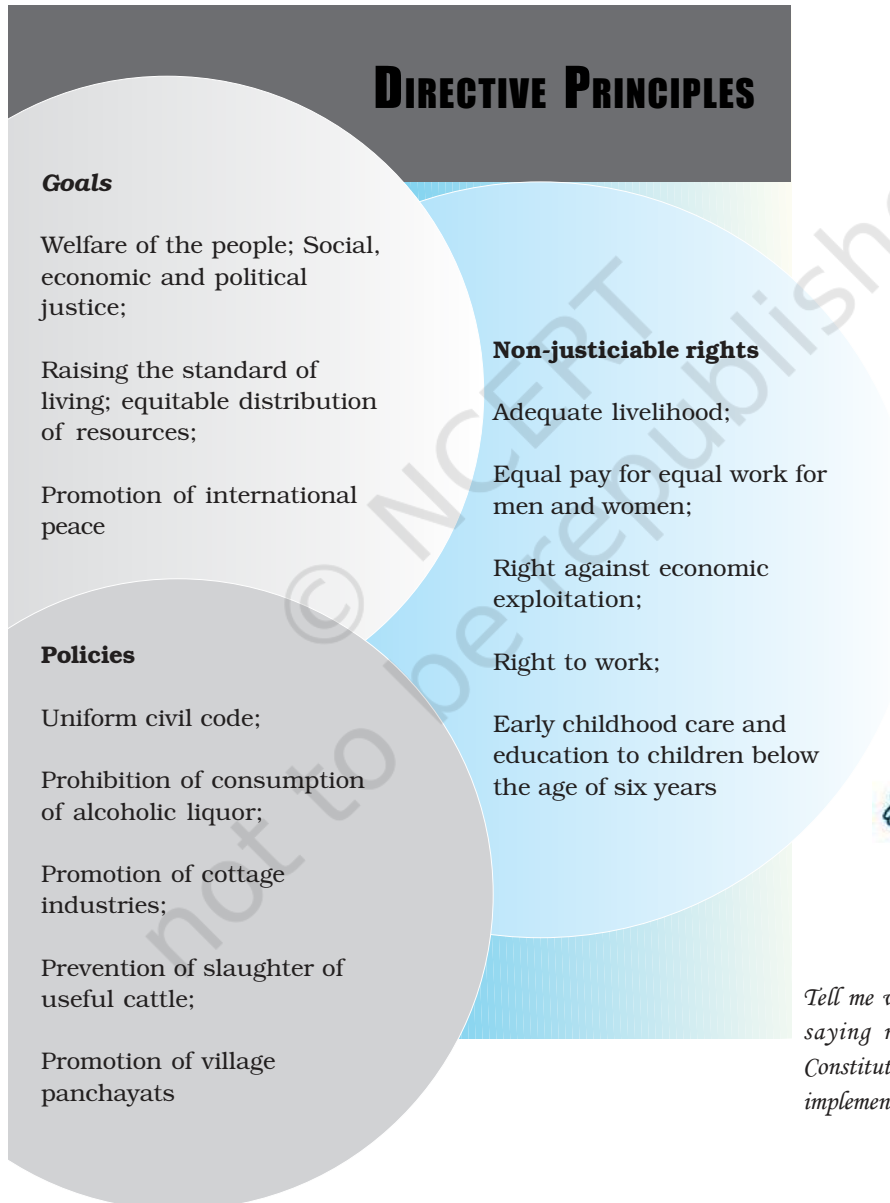 DIRECTIVE PRINCIPLES
Goals
Welfare of the people; Social,
economic and political
justice;
Raising the standard of
living; equitable distribution
of resources;
Promotion of international
peace
Non-justiciable rights
Adequate livelihood;
Equal pay for equal work for
men and women;
Right against economic
exploitation;
Right to work;
Early childhood care and
education to children below
the age of six years
Policies
Uniform civil code;
Prohibition of consumption
of alcoholic liquor;
Promotion of cottage
industries;
Prevention of slaughter of
useful cattle;
Promotion of village
panchayats
Tell me
saying
© NCERT
not to be